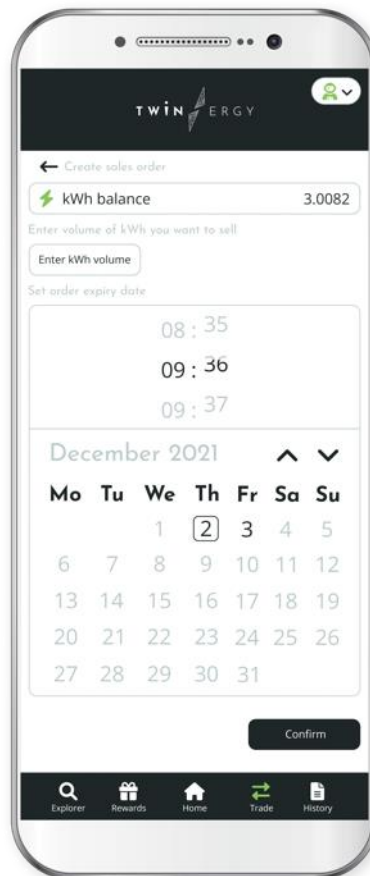 TWIN ERGY
Create sales order
kWh balance 3.0082
Enter volume of kWh you want to sell
Enter kWh volume
Set order expiry date
08 : 35
09 : 36
09 : 37
December 2021
Mo Tu We Th Fr Sa Su
1 2 3 4 5
6 7 8 9 10 11 12
13 14 15 16 17 18 19
20 21 22 23 24 25 26
27 28 29 30 31
Confirm
Explorer Rewards Home Trade History